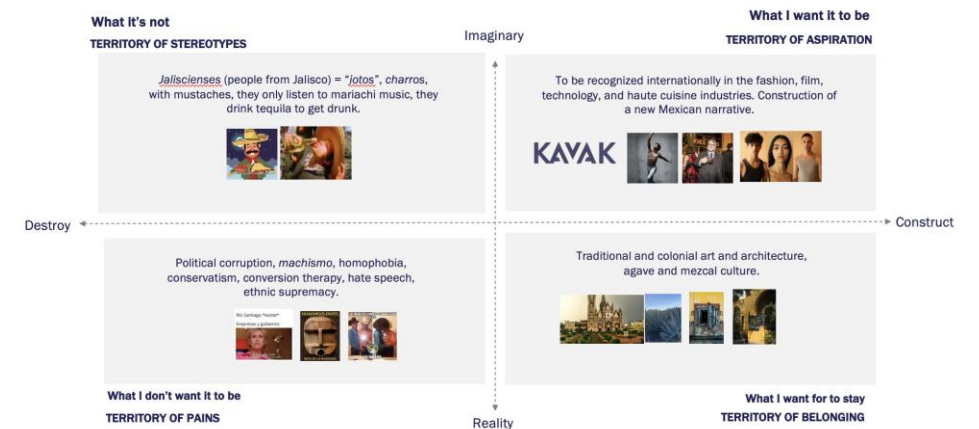 What it's not
TERRITORY OF STEREOTYPES
Imaginary
What I want it to be
TERRITORY OF ASPIRATION
Jaliscienses (people from Jalisco) = "jotos", charros,
with mustaches, they only listen to mariachi music, they
drink tequila to get drunk.
To be recognized internationally in the fashion, film,
technology, and haute cuisine industries. Construction of
a new Mexican narrative.
KAVAK
Destroy
Construct
Political corruption, machismo, homophobia,
conservatism, conversion therapy, hate speech,
ethnic supremacy.
Rio Santiago *existe*
Empresas y gobierno:
Traditional and colonial art and architecture,
agave and mezcal culture.
What I don't want it to be
TERRITORY OF PAINS
Reality
What I want for to stay
TERRITORY OF BELONGING